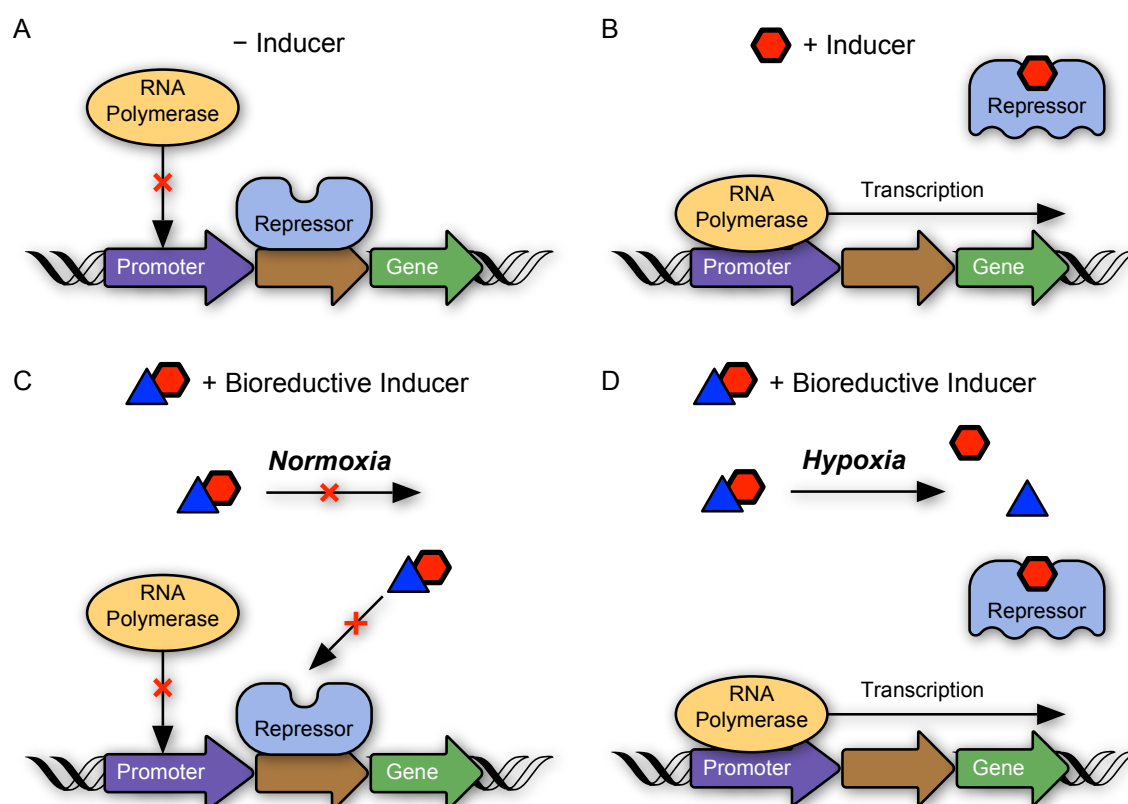 A
− Inducer
RNA
Polymerase
Repressor
Promoter
Gene
B
+ Inducer
Repressor
RNA
Polymerase
Transcription
Promoter
Gene
C
+ Bioreductive Inducer
Normoxia
RNA
Polymerase
Repressor
Promoter
Gene
D
+ Bioreductive Inducer
Hypoxia
Repressor
RNA
Polymerase
Transcription
Promoter
Gene